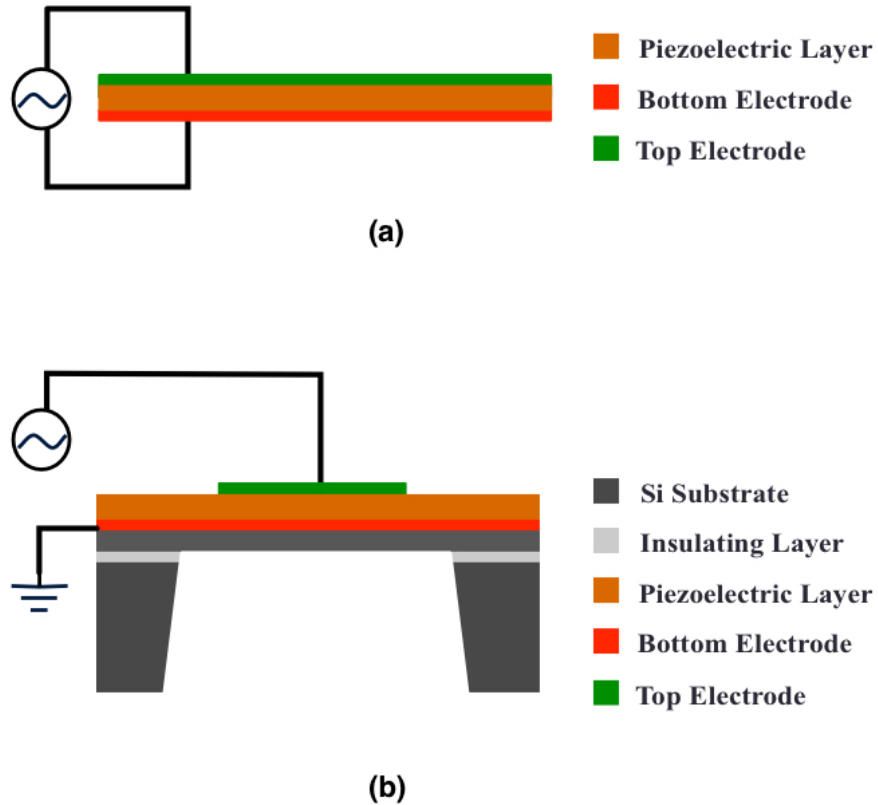 Piezoelectric Layer
Bottom Electrode
Top Electrode
(a)
Si Substrate
Insulating Layer
Piezoelectric Layer
Bottom Electrode
Top Electrode
(b)